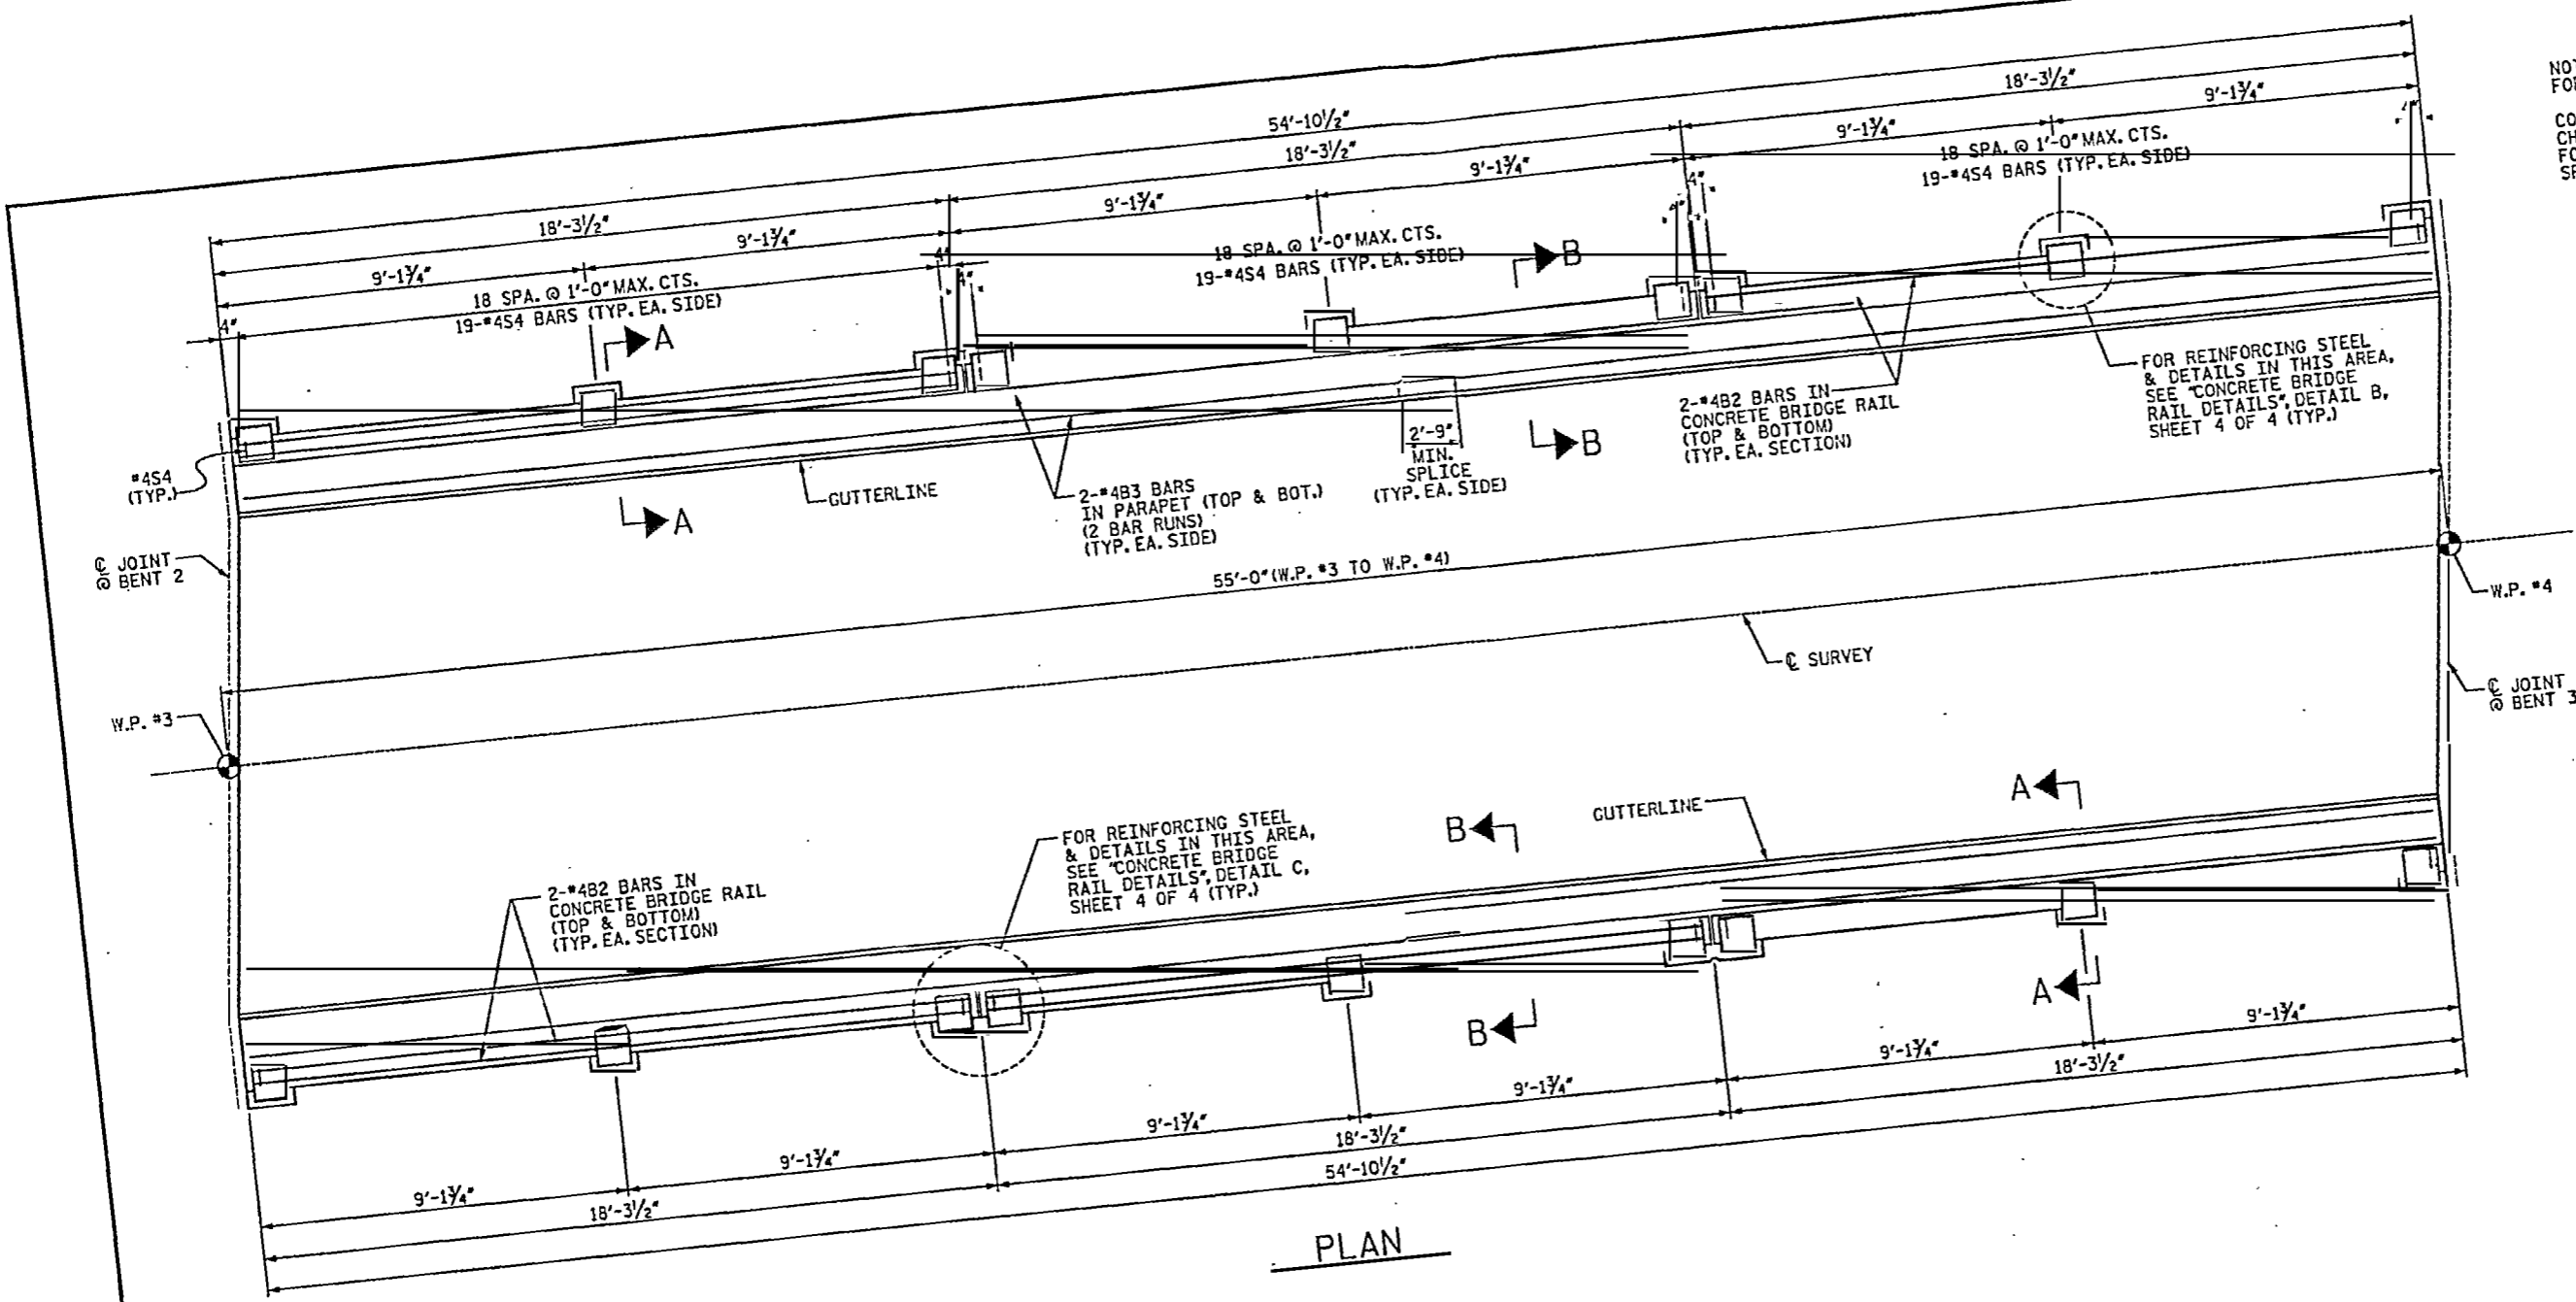 54'-10½"
18'-3½"
18'-3½"
18'-3½"
9'-1¾"
9'-1¾"
9'-1¾"
9'-1¾"
9'-1¾"
9'-1¾"
18 SPA. @ 1'-0" MAX. CTS.
19-#4S4 BARS (TYP. EA. SIDE)
18 SPA. @ 1'-0" MAX. CTS.
19-#4S4 BARS (TYP. EA. SIDE)
18 SPA. @ 1'-0" MAX. CTS.
19-#4S4 BARS (TYP. EA. SIDE)
4"
4"
4"
4"
4"
4"
A
A
B
B
#4S4
(TYP.)
GUTTERLINE
2-#4B3 BARS
IN PARAPET (TOP & BOT.)
(2 BAR RUNS)
(TYP. EA. SIDE)
2'-9"
MIN.
SPLICE
(TYP. EA. SIDE)
2-#4B2 BARS IN
CONCRETE BRIDGE RAIL
(TOP & BOTTOM)
(TYP. EA. SECTION)
FOR REINFORCING STEEL
& DETAILS IN THIS AREA,
SEE "CONCRETE BRIDGE
RAIL DETAILS", DETAIL B,
SHEET 4 OF 4 (TYP.)
℄ JOINT
@ BENT 2
55'-0" (W.P. #3 TO W.P. #4)
W.P. #4
℄ SURVEY
W.P. #3
℄ JOINT
@ BENT 3
2-#4B2 BARS IN
CONCRETE BRIDGE RAIL
(TOP & BOTTOM)
(TYP. EA. SECTION)
FOR REINFORCING STEEL
& DETAILS IN THIS AREA,
SEE "CONCRETE BRIDGE
RAIL DETAILS", DETAIL C,
SHEET 4 OF 4 (TYP.)
B
B
GUTTERLINE
A
A
9'-1¾"
9'-1¾"
9'-1¾"
9'-1¾"
9'-1¾"
9'-1¾"
18'-3½"
18'-3½"
18'-3½"
54'-10½"
PLAN